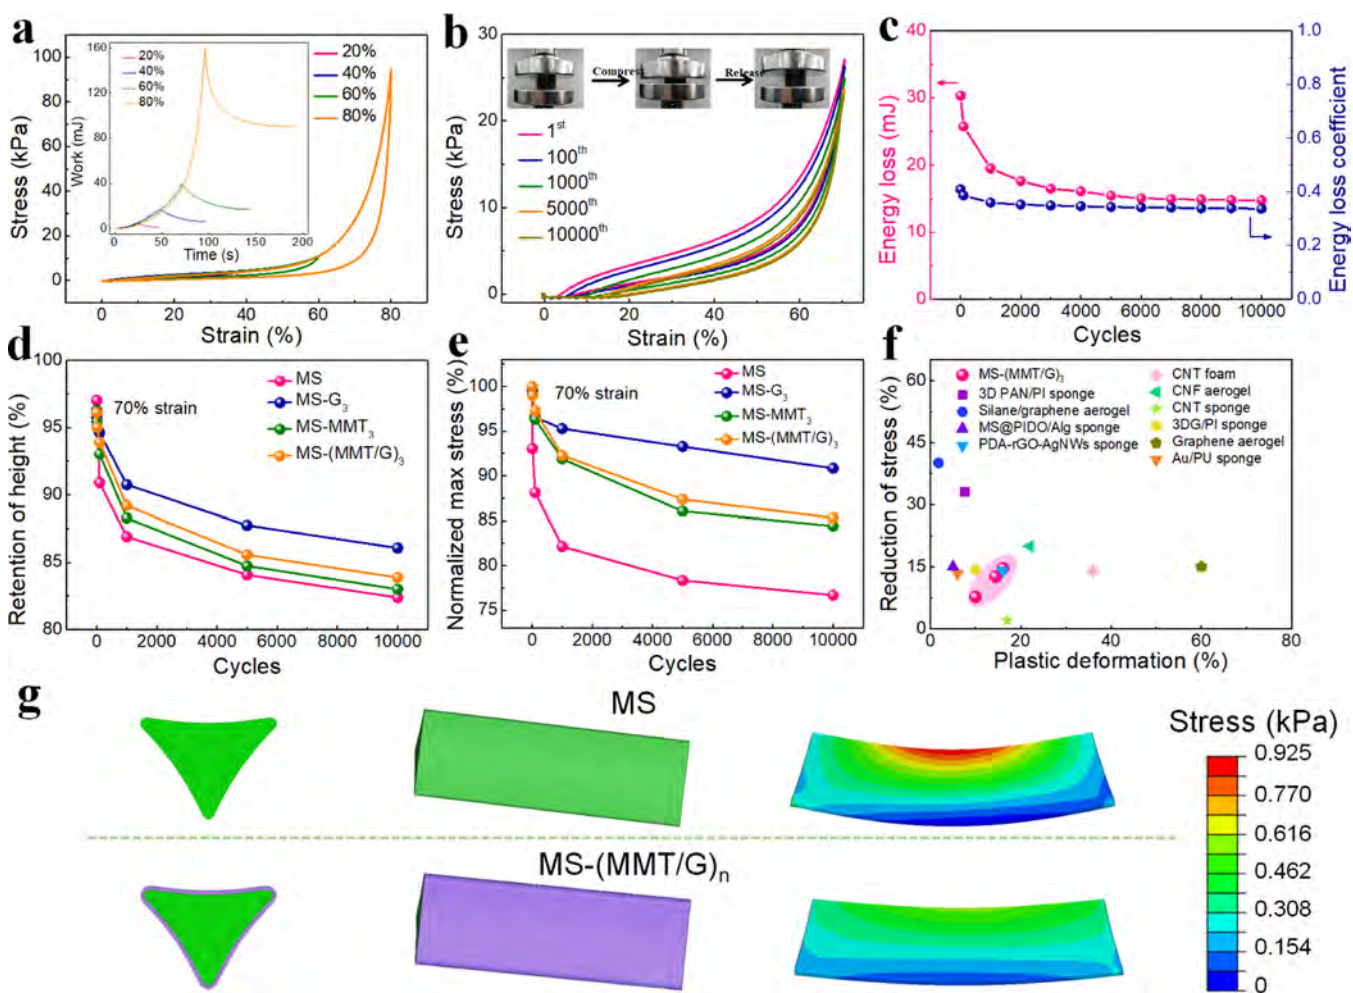 a
Stress (kPa)
100
80
60
40
20
0
0 20 40 60 80
Strain (%)
20%
40%
60%
80%
Work (mJ)
160
120
80
40
0
0 50 100 150 200
Time (s)
20%
40%
60%
80%
b
Stress (kPa)
30
20
10
0
0 20 40 60
Strain (%)
Compress
Release
1st
100th
1000th
5000th
10000th
c
Energy loss (mJ)
40
30
20
10
0
0 2000 4000 6000 8000 10000
Cycles
1.0
0.8
0.6
0.4
0.2
0.0
Energy loss coefficient
d
Retention of height (%)
100
95
90
85
80
0 2000 4000 6000 8000 10000
Cycles
70% strain
MS
MS-G3
MS-MMT3
MS-(MMT/G)3
e
Normalized max stress (%)
100
95
90
85
80
75
0 2000 4000 6000 8000 10000
Cycles
70% strain
MS
MS-G3
MS-MMT3
MS-(MMT/G)3
f
Reduction of stress (%)
60
45
30
15
0
0 20 40 60 80
Plastic deformation (%)
MS-(MMT/G)3
3D PAN/PI sponge
Silane/graphene aerogel
MS@PIDO/Alg sponge
PDA-rGO-AgNWs sponge
CNT foam
CNF aerogel
CNT sponge
3DG/PI sponge
Graphene aerogel
Au/PU sponge
g
MS
MS-(MMT/G)n
Stress (kPa)
0.925
0.770
0.616
0.462
0.308
0.154
0